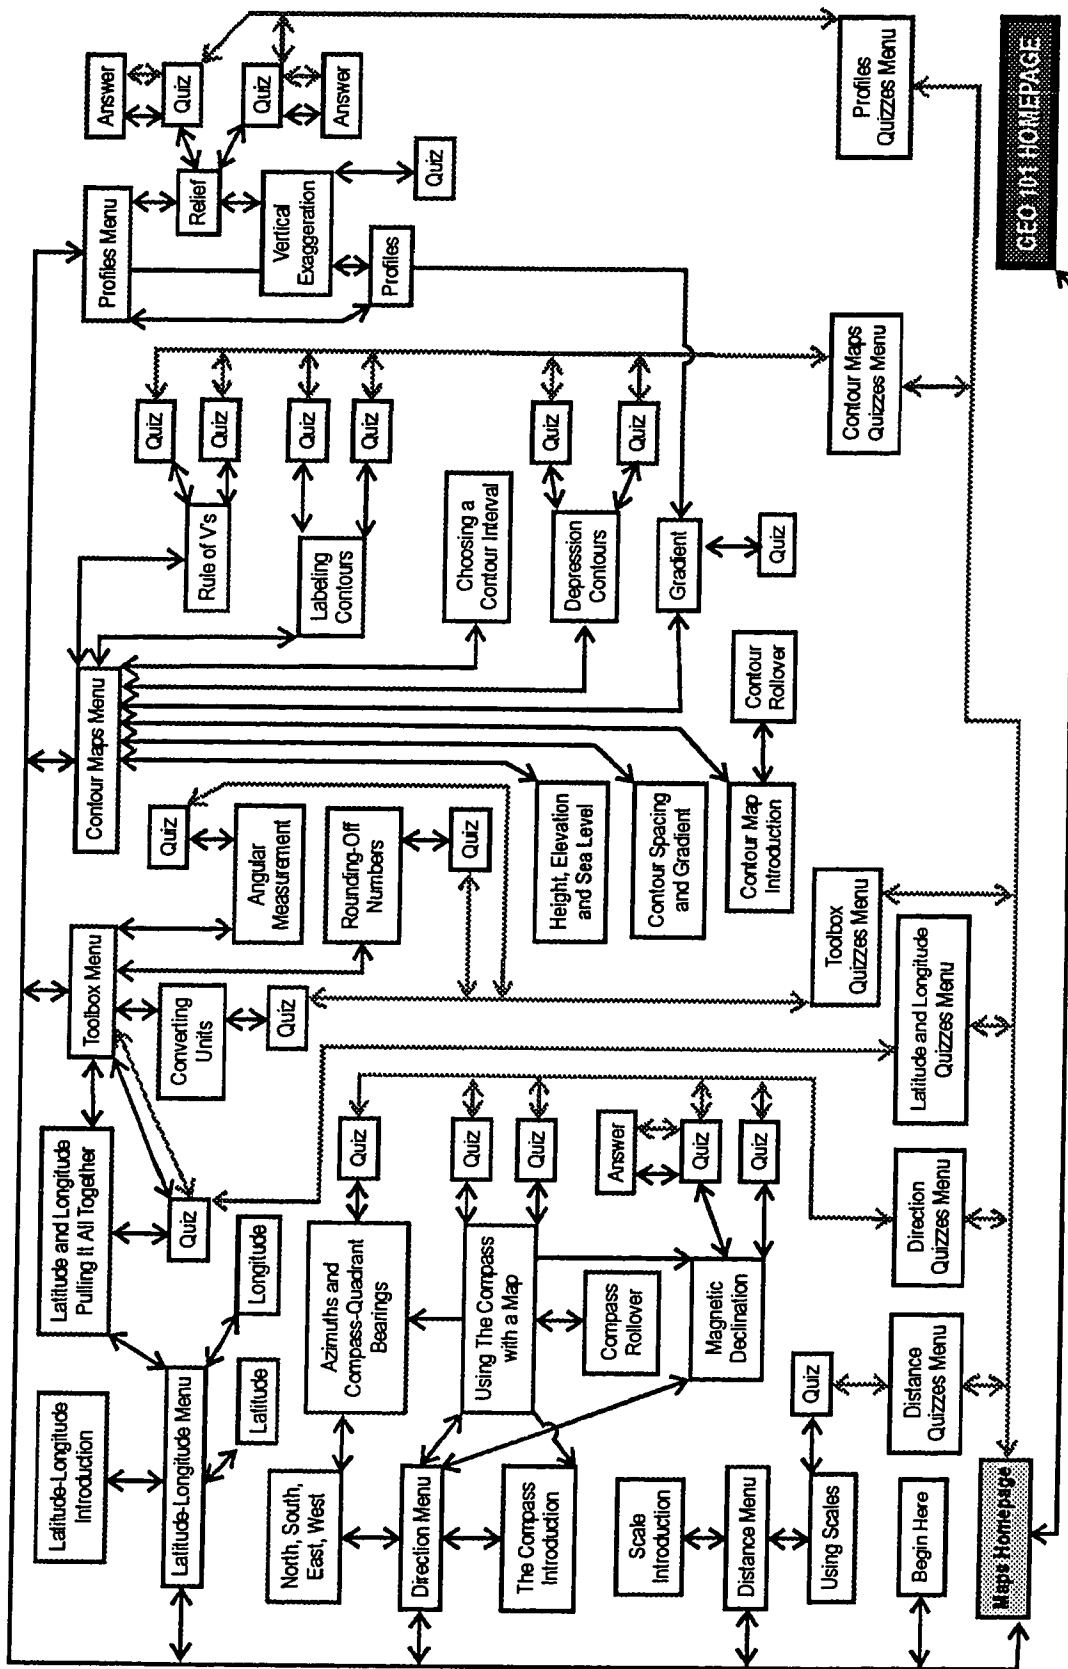 Latitude-Longitude
Introduction
Latitude-Longitude Menu
Latitude
Longitude
Latitude and Longitude
Pulling It All Together
Quiz
Toolbox Menu
Converting
Units
Quiz
Angular
Measurement
Quiz
Rounding-Off
Numbers
Quiz
Contour Maps Menu
Rule of V's
Quiz
Quiz
Labeling
Contours
Quiz
Quiz
Choosing a
Contour Interval
Depression
Contours
Quiz
Quiz
Gradient
Quiz
Height, Elevation
and Sea Level
Contour Spacing
and Gradient
Contour Map
Introduction
Contour
Rollover
Profiles Menu
Relief
Quiz
Answer
Quiz
Answer
Vertical
Exaggeration
Quiz
Profiles
North, South,
East, West
Direction Menu
The Compass
Introduction
Azimuths and
Compass-Quadrant
Bearings
Quiz
Using The Compass
with a Map
Quiz
Quiz
Compass
Rollover
Magnetic
Declination
Answer
Quiz
Quiz
Scale
Introduction
Distance Menu
Using Scales
Quiz
Begin Here
Distance
Quizzes Menu
Direction
Quizzes Menu
Latitude and Longitude
Quizzes Menu
Toolbox
Quizzes Menu
Contour Maps
Quizzes Menu
Profiles
Quizzes Menu
Maps Homepage
GEO 101 HOMEPAGE